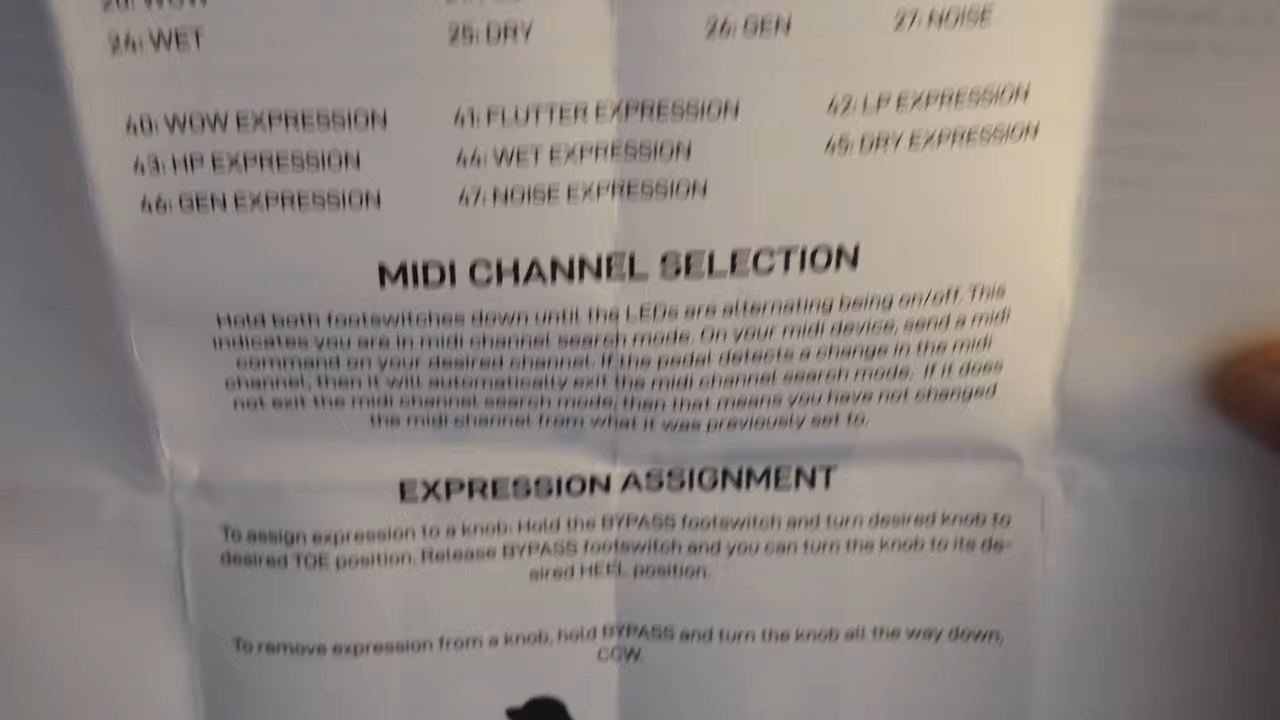 20: WOW
24: WET 25: DRY 26: GEN 27: NOISE
40: WOW EXPRESSION 41: FLUTTER EXPRESSION 42: LP EXPRESSION
43: HP EXPRESSION 44: WET EXPRESSION 45: DRY EXPRESSION
46: GEN EXPRESSION 47: NOISE EXPRESSION
MIDI CHANNEL SELECTION
Hold both footswitches down until the LEDs are alternating being on/off. This
indicates you are in midi channel search mode. On your midi device, send a midi
command on your desired channel. If the pedal detects a change in the midi
channel, then it will automatically exit the midi channel search mode. If it does
not exit the midi channel search mode, then that means you have not changed
the midi channel from what it was previously set to.
EXPRESSION ASSIGNMENT
To assign expression to a knob: Hold the BYPASS footswitch and turn desired knob to
desired TOE position. Release BYPASS footswitch and you can turn the knob to its de-
sired HEEL position.
To remove expression from a knob, hold BYPASS and turn the knob all the way down,
CCW.